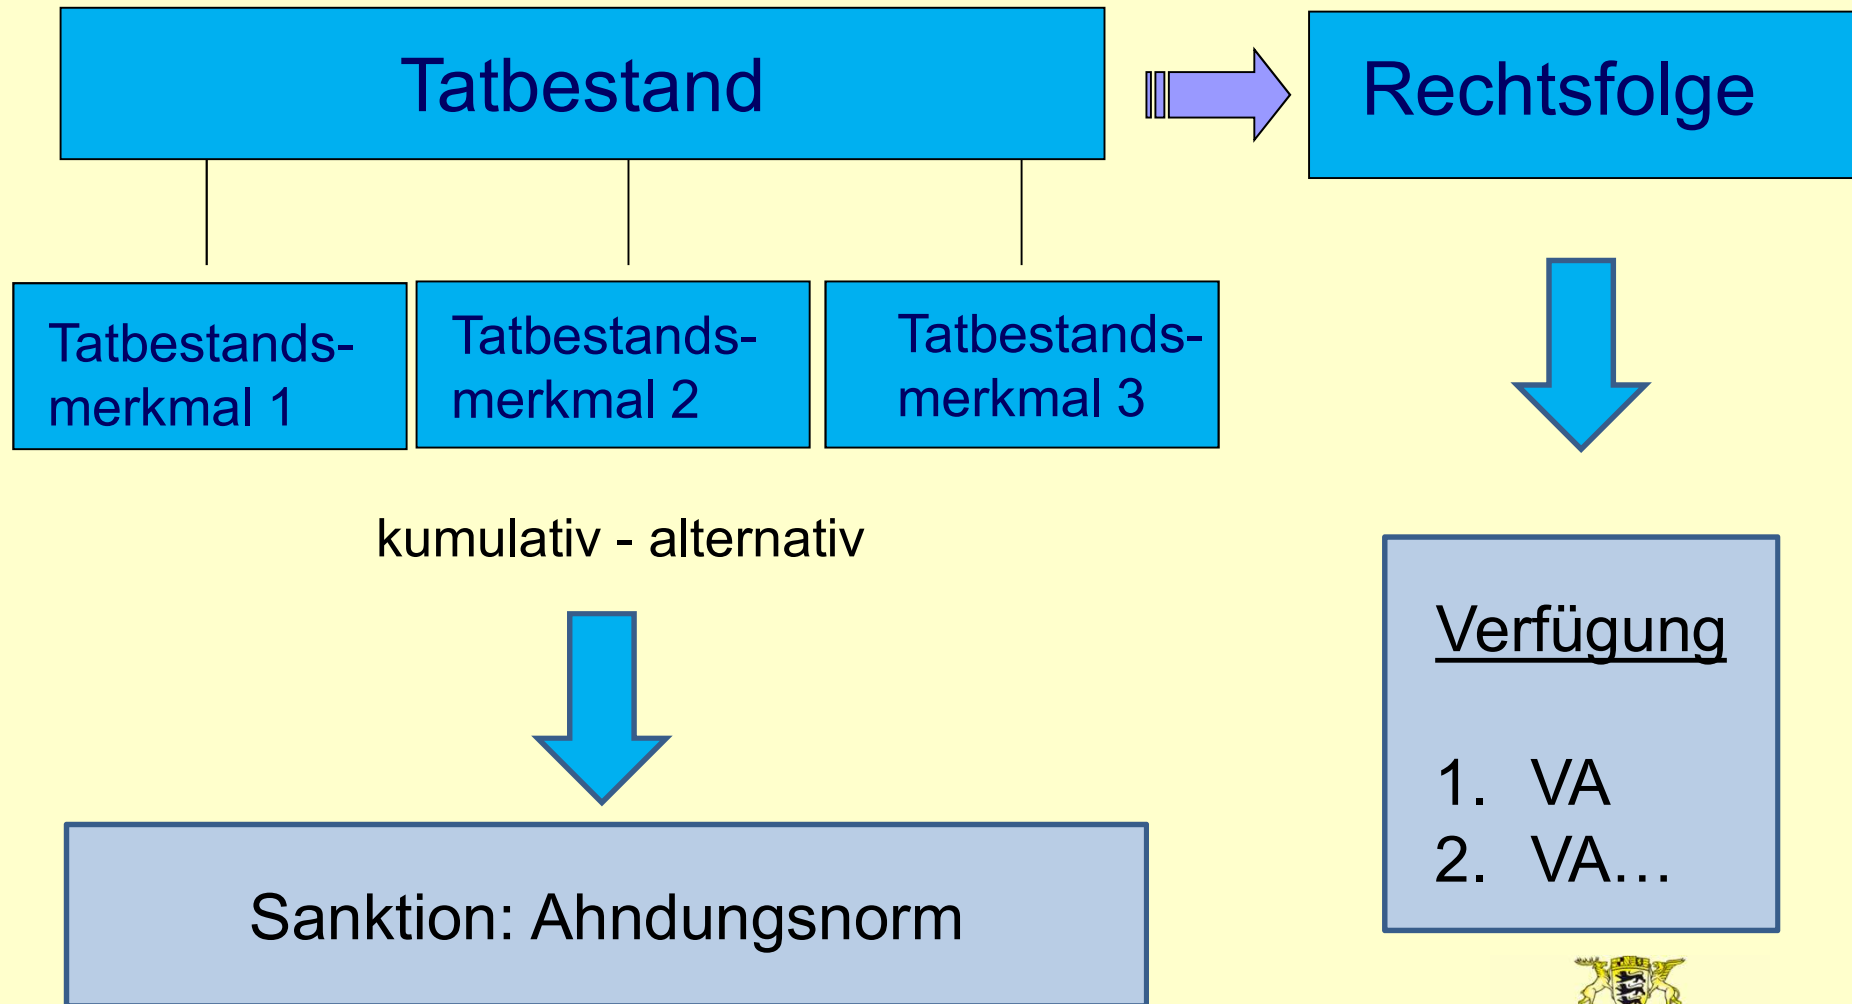 Tatbestand
Rechtsfolge
Tatbestands-
merkmal 1
Tatbestands-
merkmal 2
Tatbestands-
merkmal 3
kumulativ - alternativ
Verfügung
1. VA
2. VA…
Sanktion: Ahndungsnorm